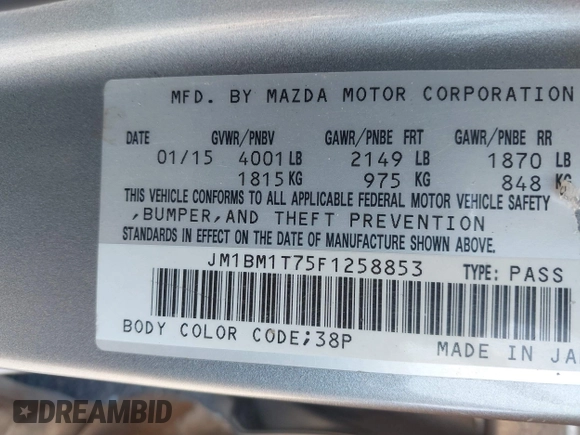 MFD. BY MAZDA MOTOR CORPORATION
DATE GVWR/PNBV GAWR/PNBE FRT GAWR/PNBE RR
01/15 4001 LB 2149 LB 1870 LB
1815 KG 975 KG 848 KG
THIS VEHICLE CONFORMS TO ALL APPLICABLE FEDERAL MOTOR VEHICLE SAFETY
,BUMPER,AND THEFT PREVENTION
STANDARDS IN EFFECT ON THE DATE OF MANUFACTURE SHOWN ABOVE.
JM1BM1T75F1258853 TYPE: PASS
BODY COLOR CODE;38P
MADE IN JA
DREAMBID